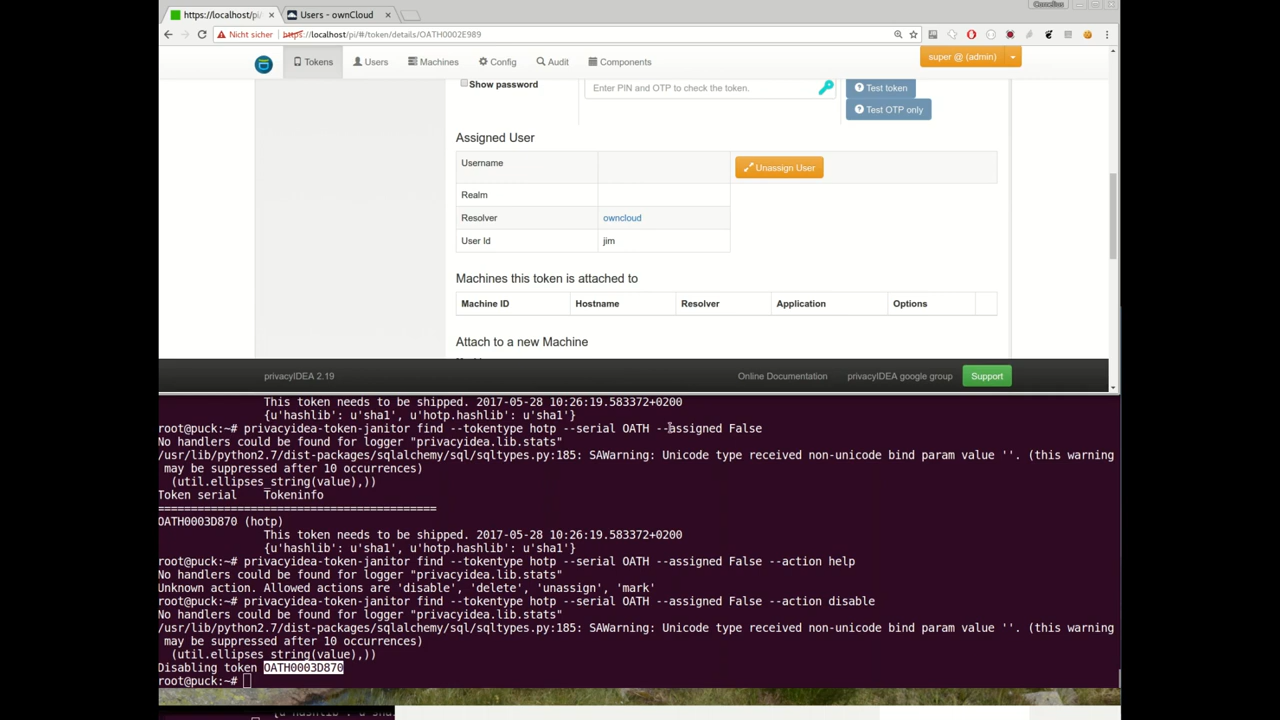 Cornelius
https://localhost/pi/
Users - ownCloud
Nicht sicher
https://localhost/pi/#/token/details/OATH0002E989
Tokens
Users
Machines
Config
Audit
Components
super @ (admin)
Show password
Enter PIN and OTP to check the token.
Test token
Test OTP only
Assigned User
Username
Unassign User
Realm
Resolver
owncloud
User Id
jim
Machines this token is attached to
Machine ID
Hostname
Resolver
Application
Options
Attach to a new Machine
privacyIDEA 2.19
Online Documentation
privacyIDEA google group
Support
This token needs to be shipped. 2017-05-28 10:26:19.583372+0200
{u'hashlib': u'sha1', u'hotp.hashlib': u'sha1'}
root@puck:~# privacyidea-token-janitor find --tokentype hotp --serial OATH --assigned False
No handlers could be found for logger "privacyidea.lib.stats"
/usr/lib/python2.7/dist-packages/sqlalchemy/sql/sqltypes.py:185: SAWarning: Unicode type received non-unicode bind param value ''. (this warning
may be suppressed after 10 occurrences)
(util.ellipses_string(value),))
Token serial    Tokeninfo
==========================================
OATH0003D870 (hotp)
This token needs to be shipped. 2017-05-28 10:26:19.583372+0200
{u'hashlib': u'sha1', u'hotp.hashlib': u'sha1'}
root@puck:~# privacyidea-token-janitor find --tokentype hotp --serial OATH --assigned False --action help
No handlers could be found for logger "privacyidea.lib.stats"
Unknown action. Allowed actions are 'disable', 'delete', 'unassign', 'mark'
root@puck:~# privacyidea-token-janitor find --tokentype hotp --serial OATH --assigned False --action disable
No handlers could be found for logger "privacyidea.lib.stats"
/usr/lib/python2.7/dist-packages/sqlalchemy/sql/sqltypes.py:185: SAWarning: Unicode type received non-unicode bind param value ''. (this warning
may be suppressed after 10 occurrences)
(util.ellipses_string(value),))
Disabling token OATH0003D870
root@puck:~#